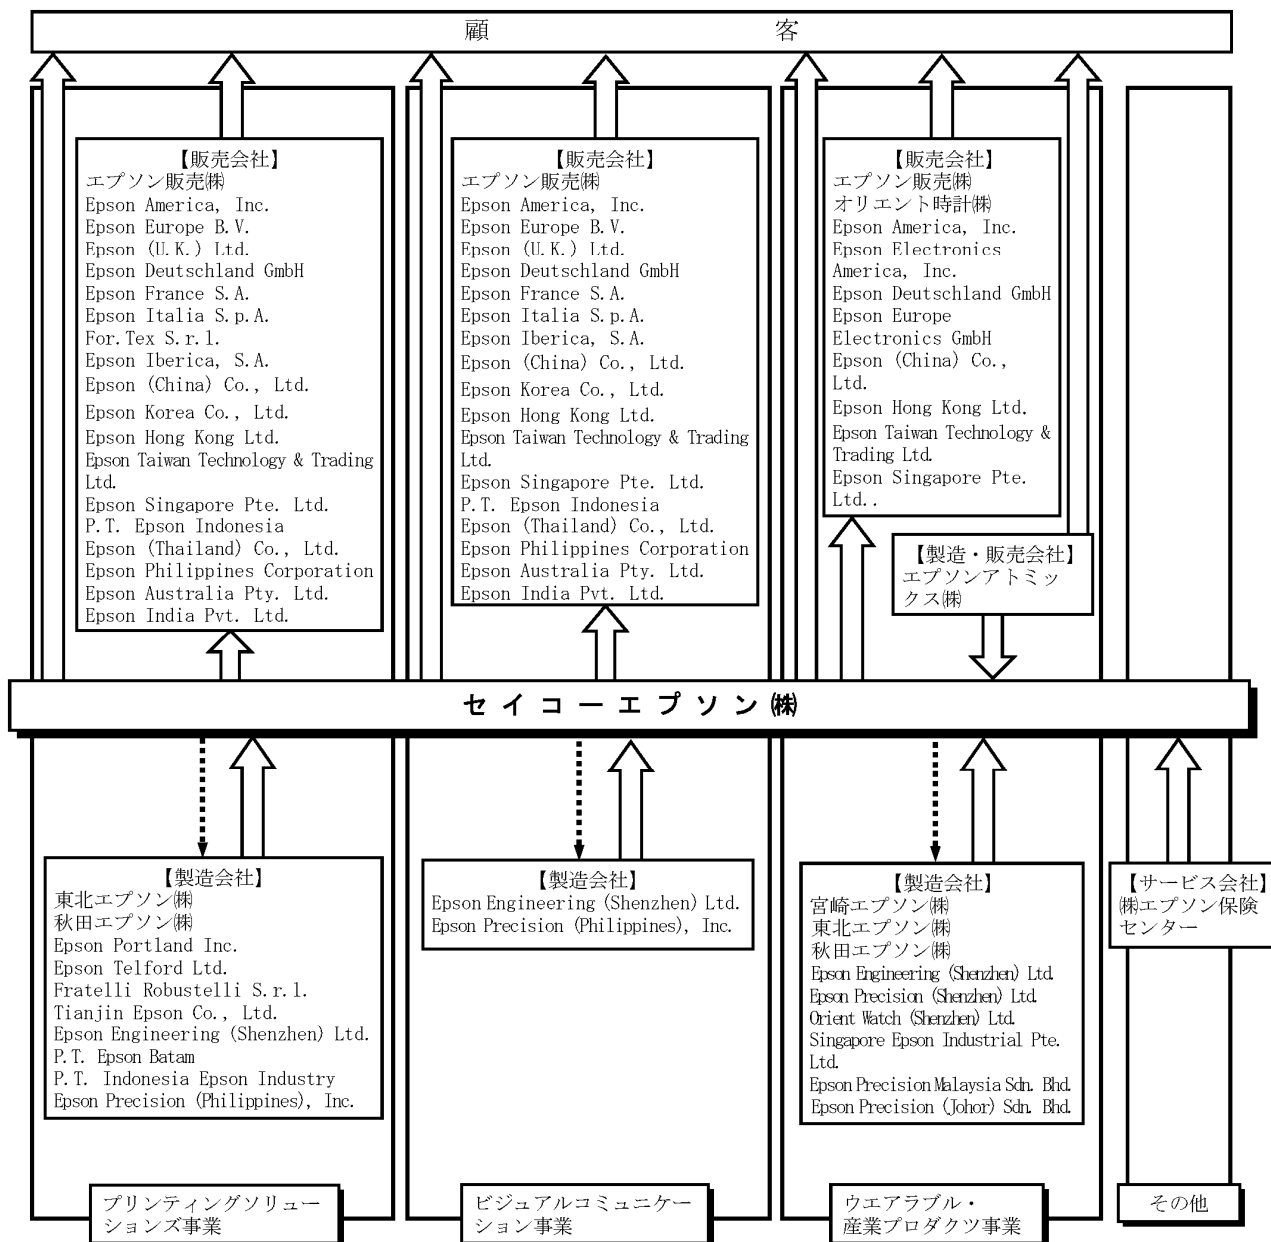 顧客
【販売会社】
エプソン販売㈱
Epson America, Inc.
Epson Europe B.V.
Epson (U.K.) Ltd.
Epson Deutschland GmbH
Epson France S.A.
Epson Italia S.p.A.
For.Tex S.r.l.
Epson Iberica, S.A.
Epson (China) Co., Ltd.
Epson Korea Co., Ltd.
Epson Hong Kong Ltd.
Epson Taiwan Technology & Trading
Ltd.
Epson Singapore Pte. Ltd.
P.T. Epson Indonesia
Epson (Thailand) Co., Ltd.
Epson Philippines Corporation
Epson Australia Pty. Ltd.
Epson India Pvt. Ltd.
【販売会社】
エプソン販売㈱
Epson America, Inc.
Epson Europe B.V.
Epson (U.K.) Ltd.
Epson Deutschland GmbH
Epson France S.A.
Epson Italia S.p.A.
Epson Iberica, S.A.
Epson (China) Co., Ltd.
Epson Korea Co., Ltd.
Epson Hong Kong Ltd.
Epson Taiwan Technology & Trading
Ltd.
Epson Singapore Pte. Ltd.
P.T. Epson Indonesia
Epson (Thailand) Co., Ltd.
Epson Philippines Corporation
Epson Australia Pty. Ltd.
Epson India Pvt. Ltd.
【販売会社】
エプソン販売㈱
オリエント時計㈱
Epson America, Inc.
Epson Electronics
America, Inc.
Epson Deutschland GmbH
Epson Europe
Electronics GmbH
Epson (China) Co.,
Ltd.
Epson Hong Kong Ltd.
Epson Taiwan Technology &
Trading Ltd.
Epson Singapore Pte.
Ltd..
【製造・販売会社】
エプソンアトミッ
クス㈱
セイコーエプソン㈱
【製造会社】
東北エプソン㈱
秋田エプソン㈱
Epson Portland Inc.
Epson Telford Ltd.
Fratelli Robustelli S.r.l.
Tianjin Epson Co., Ltd.
Epson Engineering (Shenzhen) Ltd.
P.T. Epson Batam
P.T. Indonesia Epson Industry
Epson Precision (Philippines), Inc.
【製造会社】
Epson Engineering (Shenzhen) Ltd.
Epson Precision (Philippines), Inc.
【製造会社】
宮崎エプソン㈱
東北エプソン㈱
秋田エプソン㈱
Epson Engineering (Shenzhen) Ltd.
Epson Precision (Shenzhen) Ltd.
Orient Watch (Shenzhen) Ltd.
Singapore Epson Industrial Pte.
Ltd.
Epson Precision Malaysia Sdn. Bhd.
Epson Precision (Johor) Sdn. Bhd.
【サービス会社】
㈱エプソン保険
センター
プリンティングソリュー
ションズ事業
ビジュアルコミュニケー
ション事業
ウエアラブル・
産業プロダクツ事業
その他